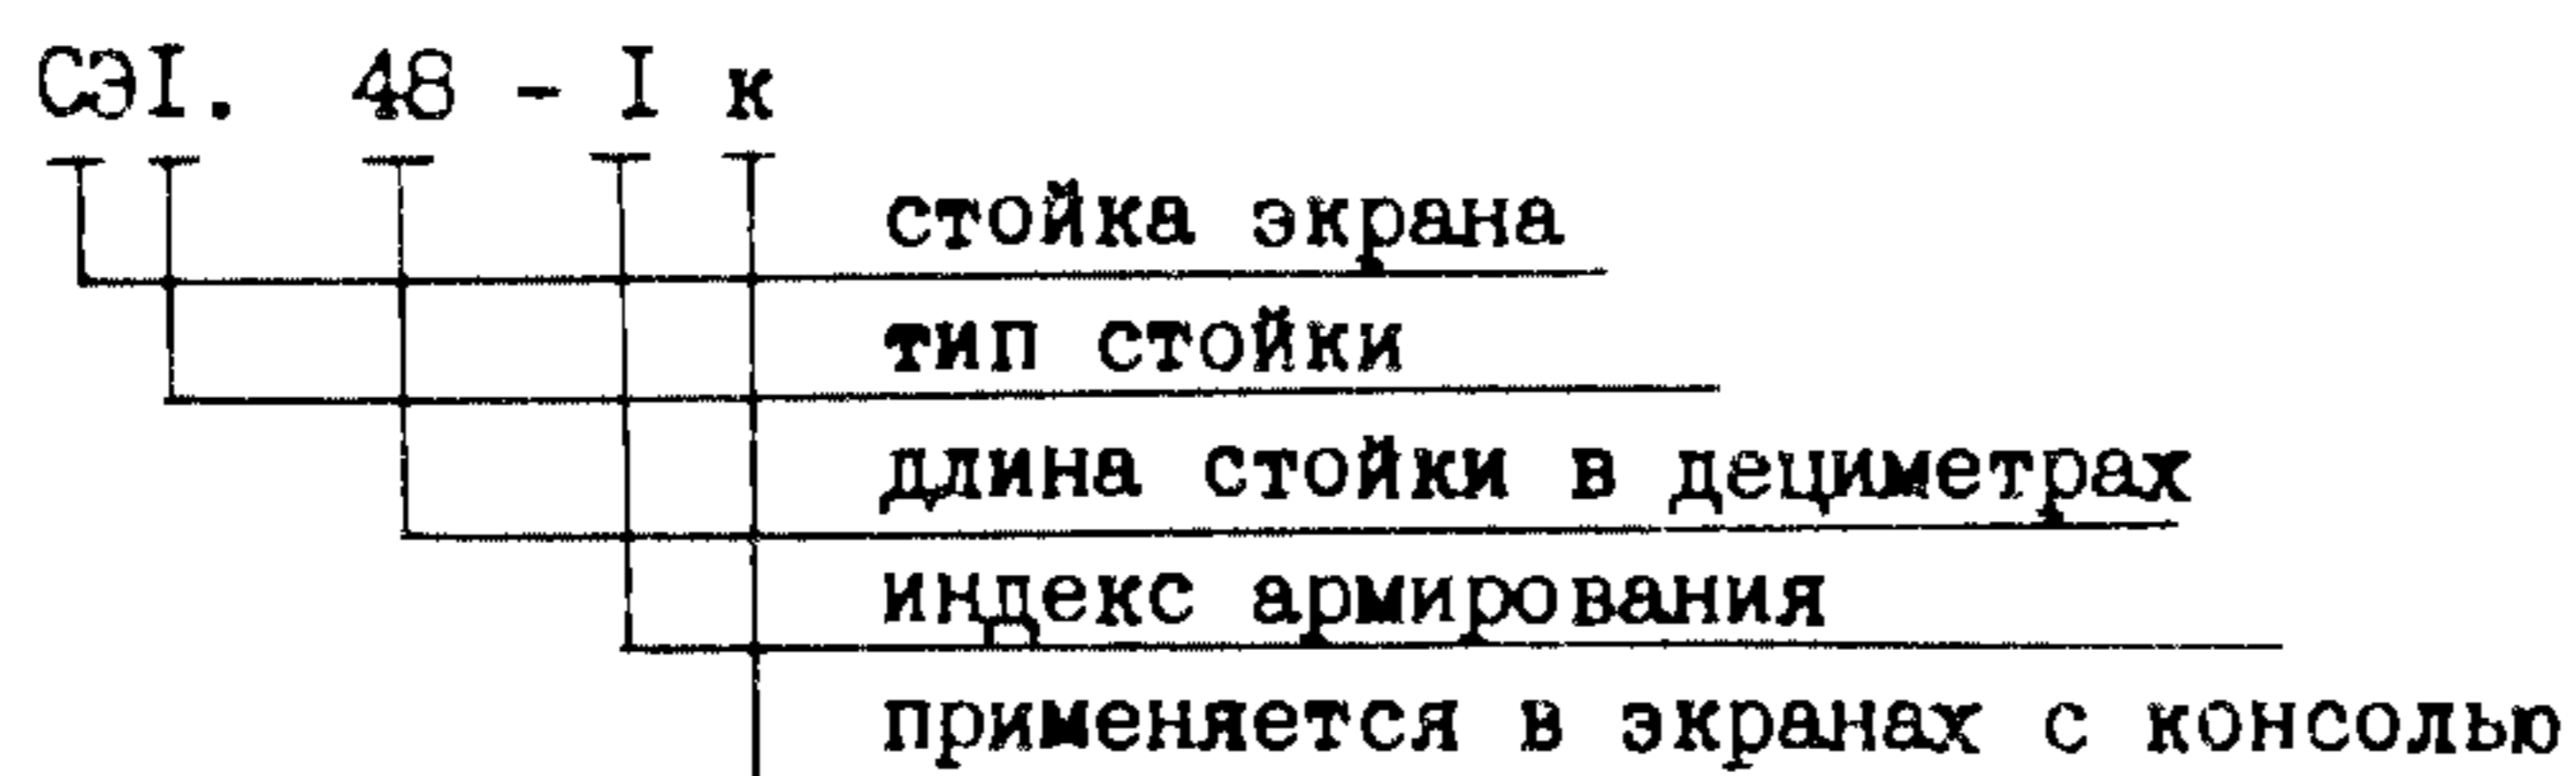 СЭI. 48 - I к
стойка экрана
тип стойки
длина стойки в дециметрах
индекс армирования
применяется в экранах с консолью